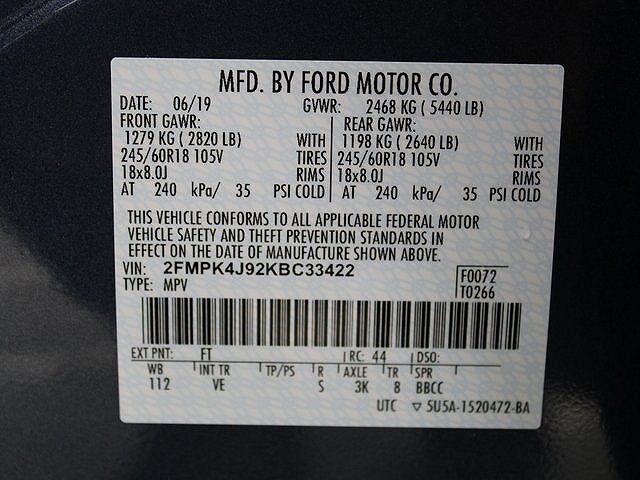 MFD. BY FORD MOTOR CO.
DATE: 06/19 GVWR: 2468 KG ( 5440 LB)
FRONT GAWR: REAR GAWR:
1279 KG ( 2820 LB) WITH 1198 KG ( 2640 LB) WITH
245/60R18 105V TIRES 245/60R18 105V TIRES
18x8.0J RIMS 18x8.0J RIMS
AT 240 kPa/ 35 PSI COLD AT 240 kPa/ 35 PSI COLD
THIS VEHICLE CONFORMS TO ALL APPLICABLE FEDERAL MOTOR
VEHICLE SAFETY AND THEFT PREVENTION STANDARDS IN
EFFECT ON THE DATE OF MANUFACTURE SHOWN ABOVE.
VIN: 2FMPK4J92KBC33422 F0072
TYPE: MPV T0266
EXT PNT: FT RC: 44 DSO:
WB INT TR TP/PS R AXLE TR SPR
112 VE S 3K 8 BBCC
UTC ▽ 5U5A-1520472-BA